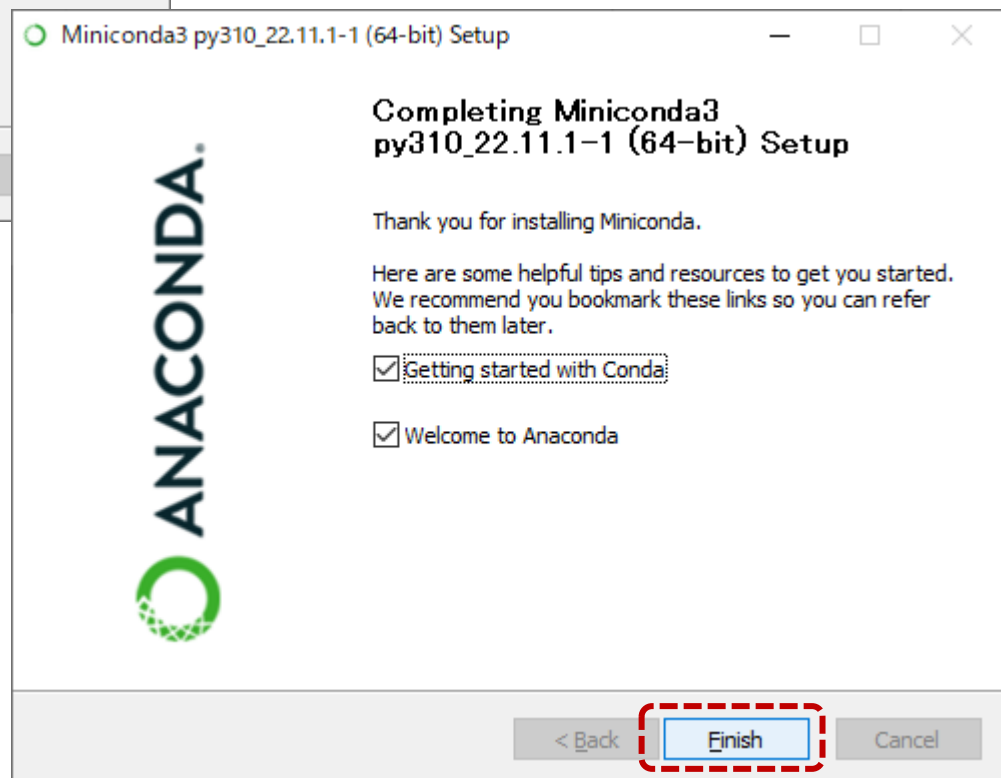 Miniconda3 py310_22.11.1-1 (64-bit) Setup
Completing Miniconda3
py310_22.11.1-1 (64-bit) Setup
ANACONDA.
Thank you for installing Miniconda.
Here are some helpful tips and resources to get you started.
We recommend you bookmark these links so you can refer
back to them later.
Getting started with Conda
Welcome to Anaconda
< Back
Finish
Cancel